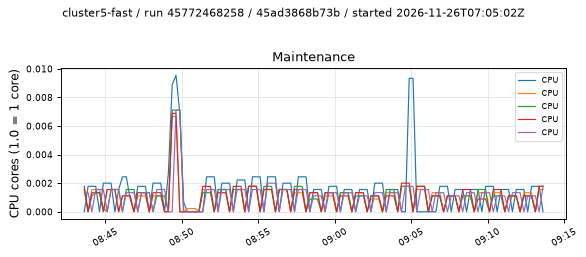 cluster5-fast / run 45772468258 / 45ad3868b73b / started 2026-11-26T07:05:02Z
Maintenance
CPU cores (1.0 = 1 core)
0.010
0.008
0.006
0.004
0.002
0.000
CPU
CPU
CPU
CPU
CPU
08:45
08:50
08:55
09:00
09:05
09:10
09:15